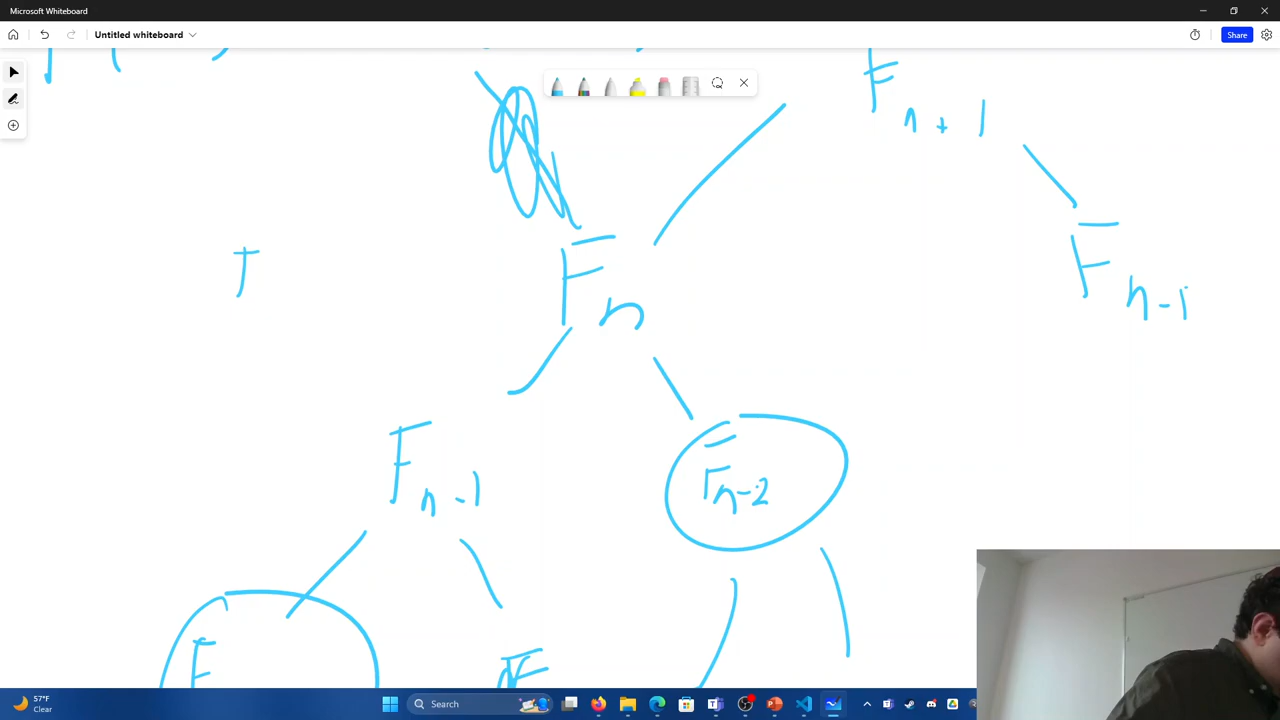 Microsoft Whiteboard
Untitled whiteboard
Share
F n + 1
F n
F n-1
F n-1
F n-2
F
F
57°F
Clear
Search